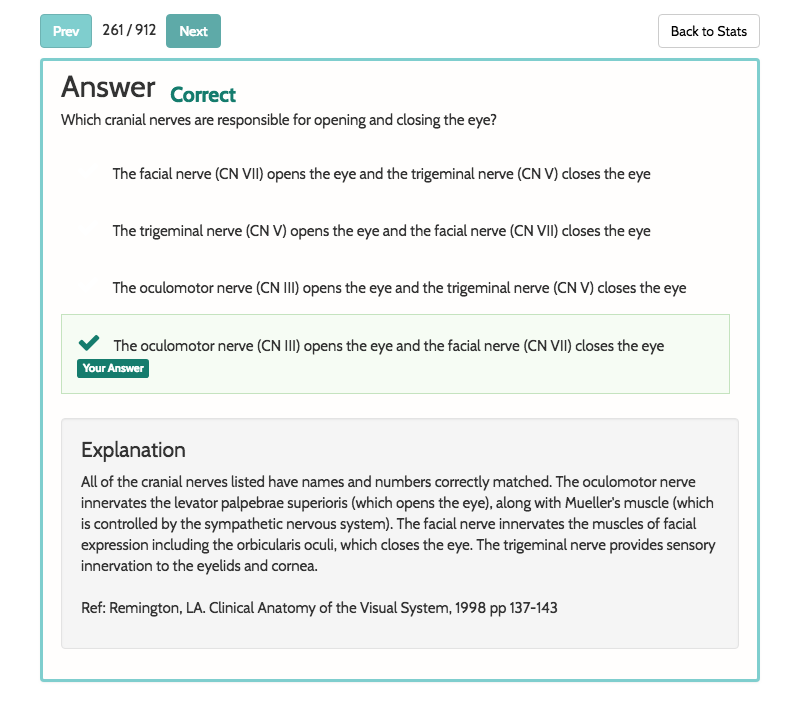 Prev 261 / 912 Next Back to Stats
Answer Correct
Which cranial nerves are responsible for opening and closing the eye?
The facial nerve (CN VII) opens the eye and the trigeminal nerve (CN V) closes the eye
The trigeminal nerve (CN V) opens the eye and the facial nerve (CN VII) closes the eye
The oculomotor nerve (CN III) opens the eye and the trigeminal nerve (CN V) closes the eye
The oculomotor nerve (CN III) opens the eye and the facial nerve (CN VII) closes the eye
Your Answer
Explanation
All of the cranial nerves listed have names and numbers correctly matched. The oculomotor nerve
innervates the levator palpebrae superioris (which opens the eye), along with Mueller's muscle (which
is controlled by the sympathetic nervous system). The facial nerve innervates the muscles of facial
expression including the orbicularis oculi, which closes the eye. The trigeminal nerve provides sensory
innervation to the eyelids and cornea.
Ref: Remington, LA. Clinical Anatomy of the Visual System, 1998 pp 137-143